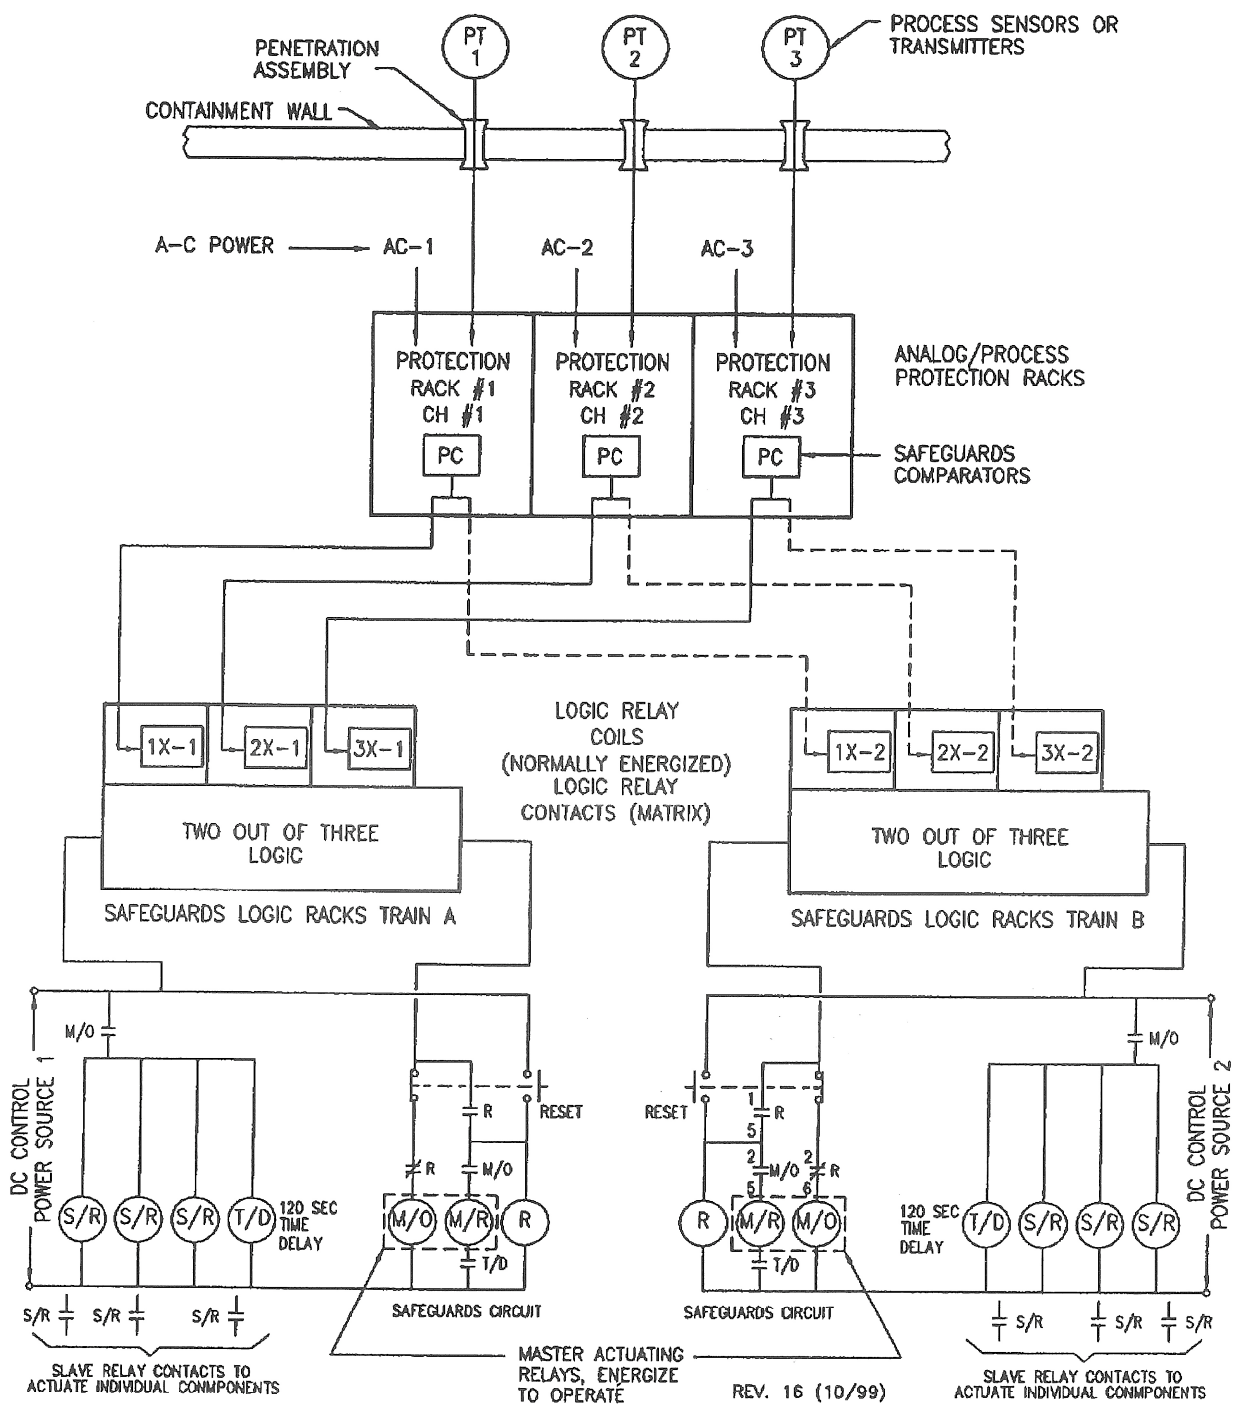 PT
1
PT
2
PT
3
PROCESS SENSORS OR
TRANSMITTERS
PENETRATION
ASSEMBLY
CONTAINMENT WALL
A-C POWER
AC-1
AC-2
AC-3
PROTECTION
RACK #1
CH #1
PC
PROTECTION
RACK #2
CH #2
PC
PROTECTION
RACK #3
CH #3
PC
ANALOG/PROCESS
PROTECTION RACKS
SAFEGUARDS
COMPARATORS
1X-1
2X-1
3X-1
LOGIC RELAY
COILS
(NORMALLY ENERGIZED)
LOGIC RELAY
CONTACTS (MATRIX)
1X-2
2X-2
3X-2
TWO OUT OF THREE
LOGIC
TWO OUT OF THREE
LOGIC
SAFEGUARDS LOGIC RACKS TRAIN A
SAFEGUARDS LOGIC RACKS TRAIN B
DC CONTROL
POWER SOURCE 1
M/O
S/R
S/R
S/R
T/D
120 SEC
TIME
DELAY
R
RESET
R
M/O
M/O
M/R
R
T/D
SAFEGUARDS CIRCUIT
S/R
S/R
S/R
SLAVE RELAY CONTACTS TO
ACTUATE INDIVIDUAL CONMPONENTS
RESET
1
R
5
2
M/O
5
2
R
6
R
M/R
M/O
T/D
SAFEGUARDS CIRCUIT
M/O
120 SEC
TIME
DELAY
T/D
S/R
S/R
S/R
DC CONTROL
POWER SOURCE 2
S/R
S/R
S/R
SLAVE RELAY CONTACTS TO
ACTUATE INDIVIDUAL CONMPONENTS
MASTER ACTUATING
RELAYS, ENERGIZE
TO OPERATE
REV. 16 (10/99)